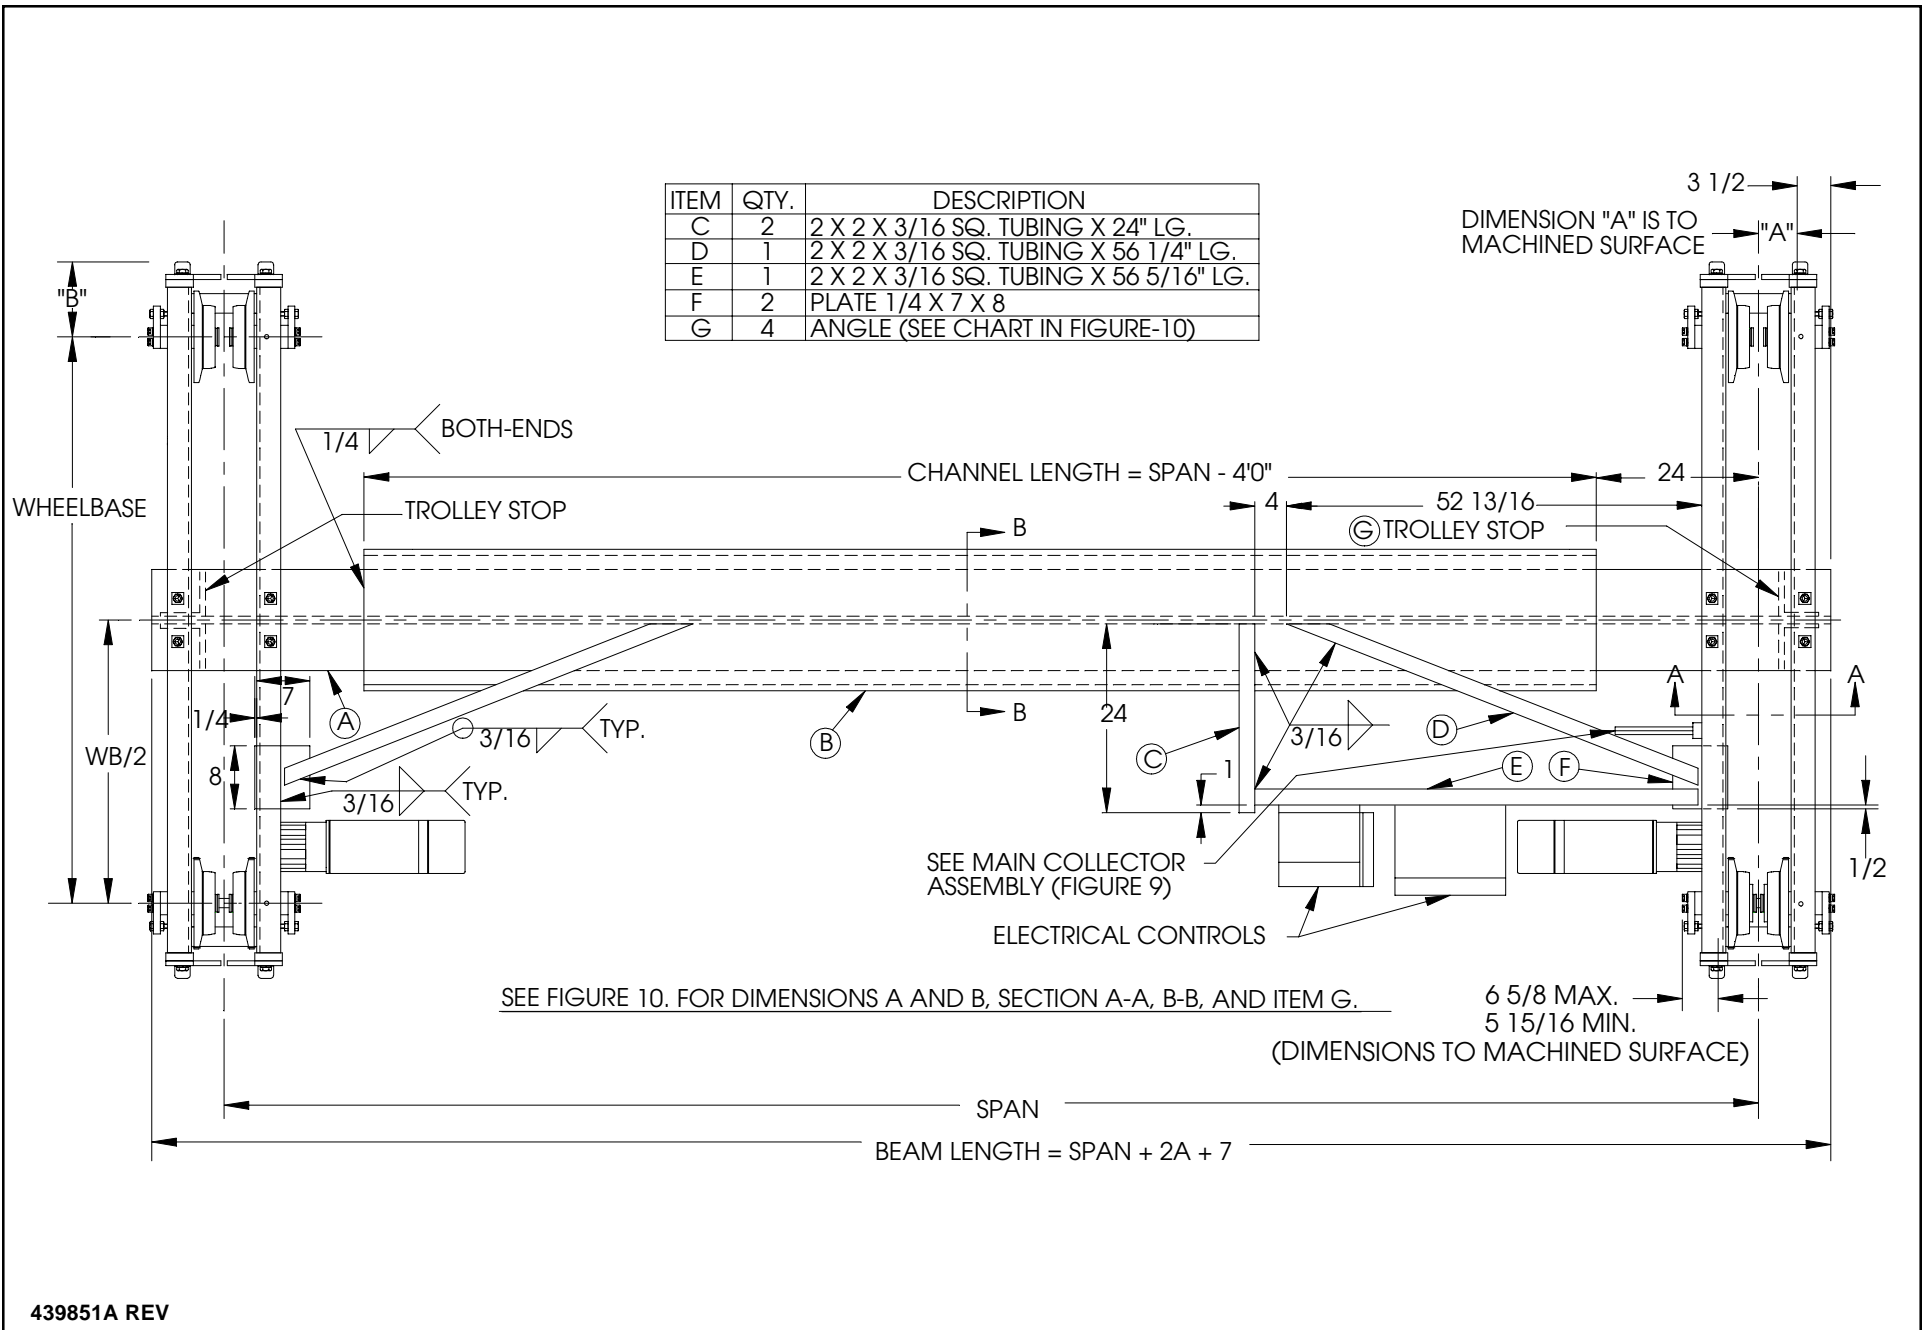 ITEM QTY. DESCRIPTION
C 2 2 X 2 X 3/16 SQ. TUBING X 24" LG.
D 1 2 X 2 X 3/16 SQ. TUBING X 56 1/4" LG.
E 1 2 X 2 X 3/16 SQ. TUBING X 56 5/16" LG.
F 2 PLATE 1/4 X 7 X 8
G 4 ANGLE (SEE CHART IN FIGURE-10)
3 1/2
DIMENSION "A" IS TO
MACHINED SURFACE
"A"
"B"
1/4
BOTH-ENDS
CHANNEL LENGTH = SPAN - 4'0"
24
WHEELBASE
TROLLEY STOP
4
52 13/16
B
G TROLLEY STOP
7
1/4
A
A
A
B
24
3/16
TYP.
3/16
D
B
WB/2
C
8
1
E
F
3/16
TYP.
SEE MAIN COLLECTOR
ASSEMBLY (FIGURE 9)
1/2
ELECTRICAL CONTROLS
SEE FIGURE 10. FOR DIMENSIONS A AND B, SECTION A-A, B-B, AND ITEM G.
6 5/8 MAX.
5 15/16 MIN.
(DIMENSIONS TO MACHINED SURFACE)
SPAN
BEAM LENGTH = SPAN + 2A + 7
439851A REV